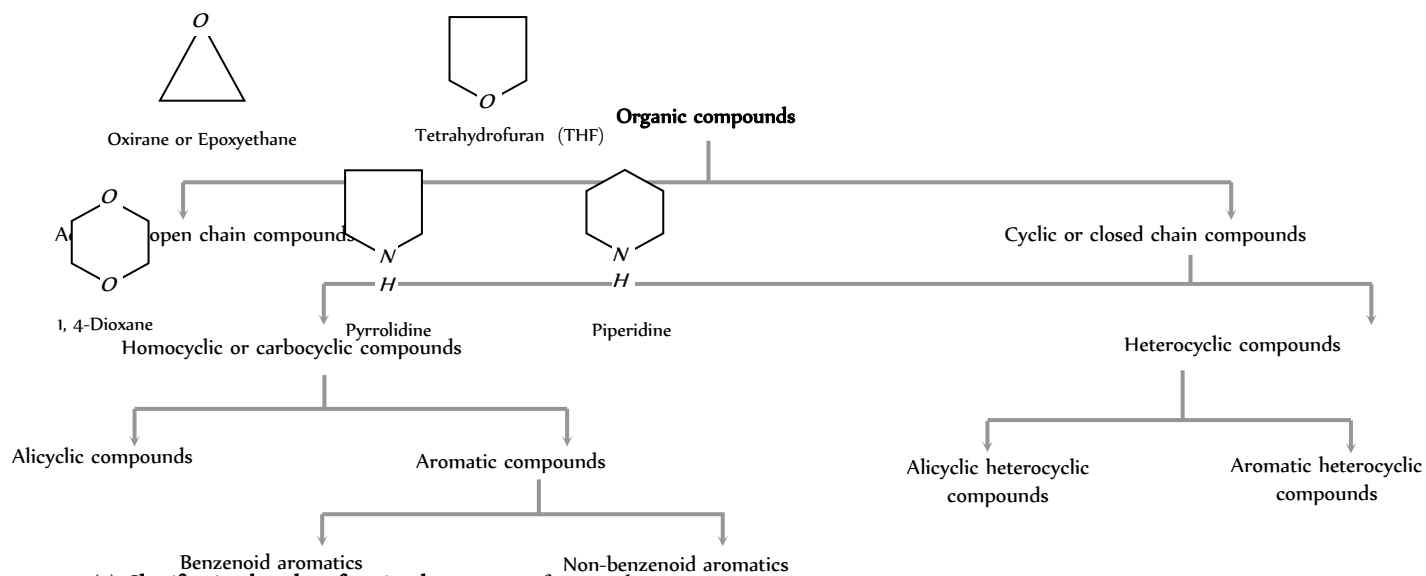 O
O
Organic compounds
Oxirane or Epoxyethane
Tetrahydrofuran (THF)
O
open chain compounds
N
H
N
H
Cyclic or closed chain compounds
O
1, 4-Dioxane
Pyrrolidine
Piperidine
Homocyclic or carbocyclic compounds
Heterocyclic compounds
Alicyclic compounds
Aromatic compounds
Alicyclic heterocyclic
compounds
Aromatic heterocyclic
compounds
Benzenoid aromatics
Non-benzenoid aromatics